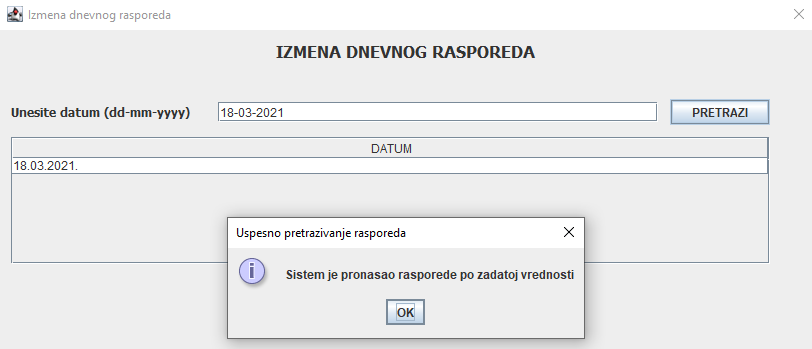 Izmena dnevnog rasporeda
IZMENA DNEVNOG RASPOREDA
Unesite datum (dd-mm-yyyy) 18-03-2021 PRETRAZI
DATUM
18.03.2021.
Uspesno pretrazivanje rasporeda
Sistem je pronasao rasporede po zadatoj vrednosti
OK